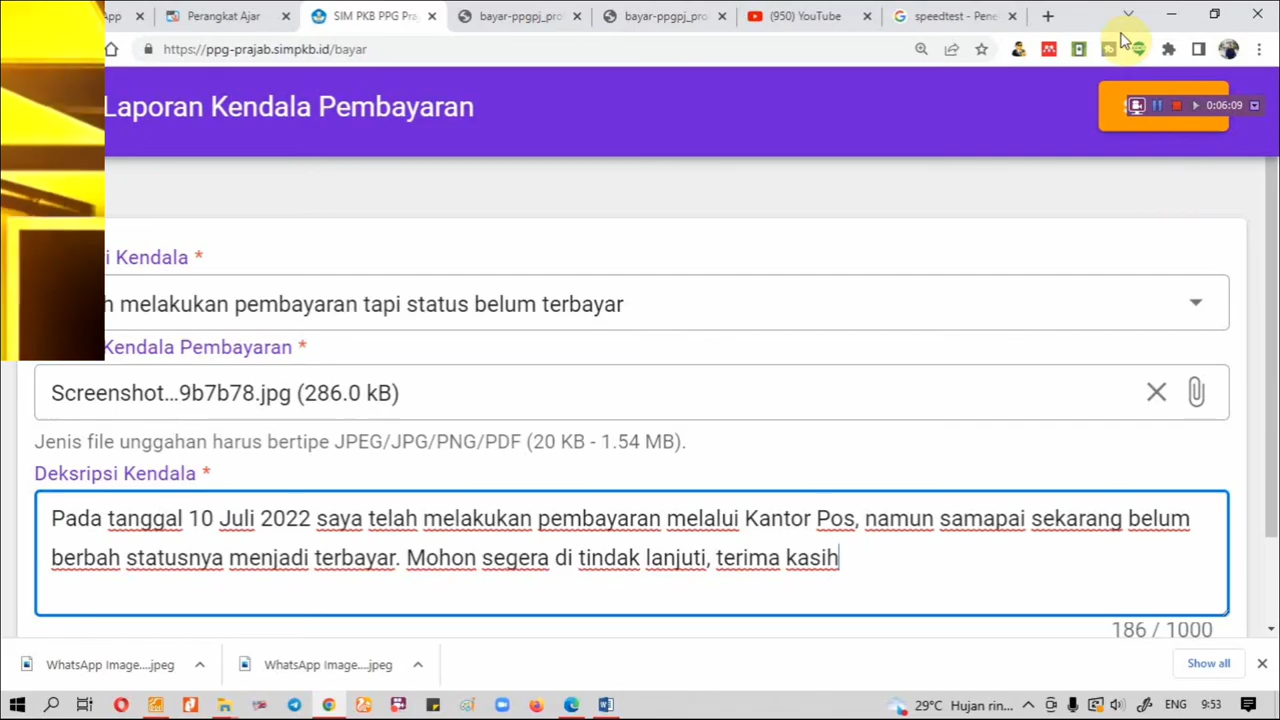 App
Perangkat Ajar
SIM PKB PPG Pra
bayar-ppgpj_pro
bayar-ppgpj_pro
(950) YouTube
speedtest - Pene
https://ppg-prajab.simpkb.id/bayar
Laporan Kendala Pembayaran
0:06:09
i Kendala *
h melakukan pembayaran tapi status belum terbayar
Kendala Pembayaran *
Screenshot...9b7b78.jpg (286.0 kB)
Jenis file unggahan harus bertipe JPEG/JPG/PNG/PDF (20 KB - 1.54 MB).
Deksripsi Kendala *
Pada tanggal 10 Juli 2022 saya telah melakukan pembayaran melalui Kantor Pos, namun samapai sekarang belum
berbah statusnya menjadi terbayar. Mohon segera di tindak lanjuti, terima kasih
186 / 1000
WhatsApp Image....jpeg
WhatsApp Image....jpeg
Show all
29°C Hujan rin...
ENG
9:53